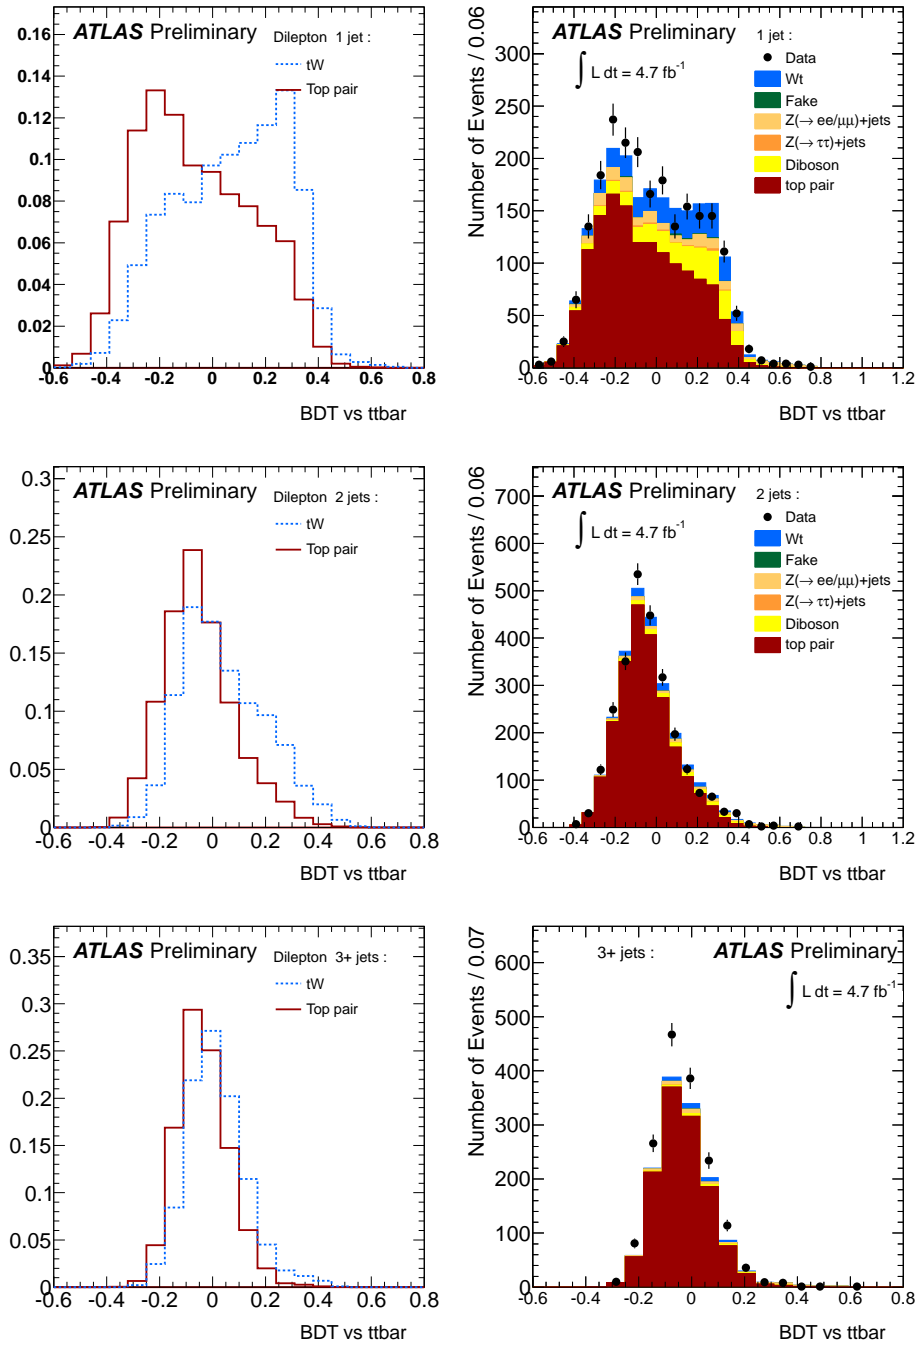 ATLAS Preliminary
Dilepton 1 jet :
tW
Top pair
0.16
0.14
0.12
0.1
0.08
0.06
0.04
0.02
0
-0.6 -0.4 -0.2 0 0.2 0.4 0.6 0.8
BDT vs ttbar
Number of Events / 0.06
ATLAS Preliminary
1 jet :
∫ L dt = 4.7 fb⁻¹
Data
Wt
Fake
Z(→ ee/μμ)+jets
Z(→ ττ)+jets
Diboson
top pair
300
250
200
150
100
50
0
-0.6 -0.4 -0.2 0 0.2 0.4 0.6 0.8 1 1.2
BDT vs ttbar
ATLAS Preliminary
Dilepton 2 jets :
tW
Top pair
0.3
0.25
0.2
0.15
0.1
0.05
0
-0.6 -0.4 -0.2 0 0.2 0.4 0.6 0.8
BDT vs ttbar
Number of Events / 0.06
ATLAS Preliminary
2 jets :
∫ L dt = 4.7 fb⁻¹
Data
Wt
Fake
Z(→ ee/μμ)+jets
Z(→ ττ)+jets
Diboson
top pair
700
600
500
400
300
200
100
0
-0.6 -0.4 -0.2 0 0.2 0.4 0.6 0.8 1 1.2
BDT vs ttbar
ATLAS Preliminary
Dilepton 3+ jets :
tW
Top pair
0.35
0.3
0.25
0.2
0.15
0.1
0.05
0
-0.6 -0.4 -0.2 0 0.2 0.4 0.6 0.8
BDT vs ttbar
Number of Events / 0.07
3+ jets :
ATLAS Preliminary
∫ L dt = 4.7 fb⁻¹
600
500
400
300
200
100
0
-0.6 -0.4 -0.2 0 0.2 0.4 0.6 0.8
BDT vs ttbar